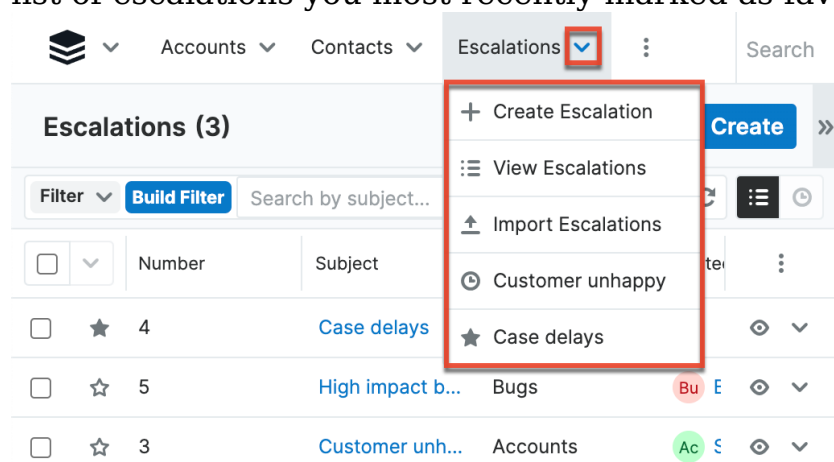 list of escalations you most recently marked as fav
Accounts Contacts Escalations Search
Escalations (3) Create
Create Escalation
View Escalations
Import Escalations
Customer unhappy
Case delays
Filter Build Filter Search by subject...
Number Subject
4 Case delays
5 High impact b... Bugs Bu
3 Customer unh... Accounts Ac S